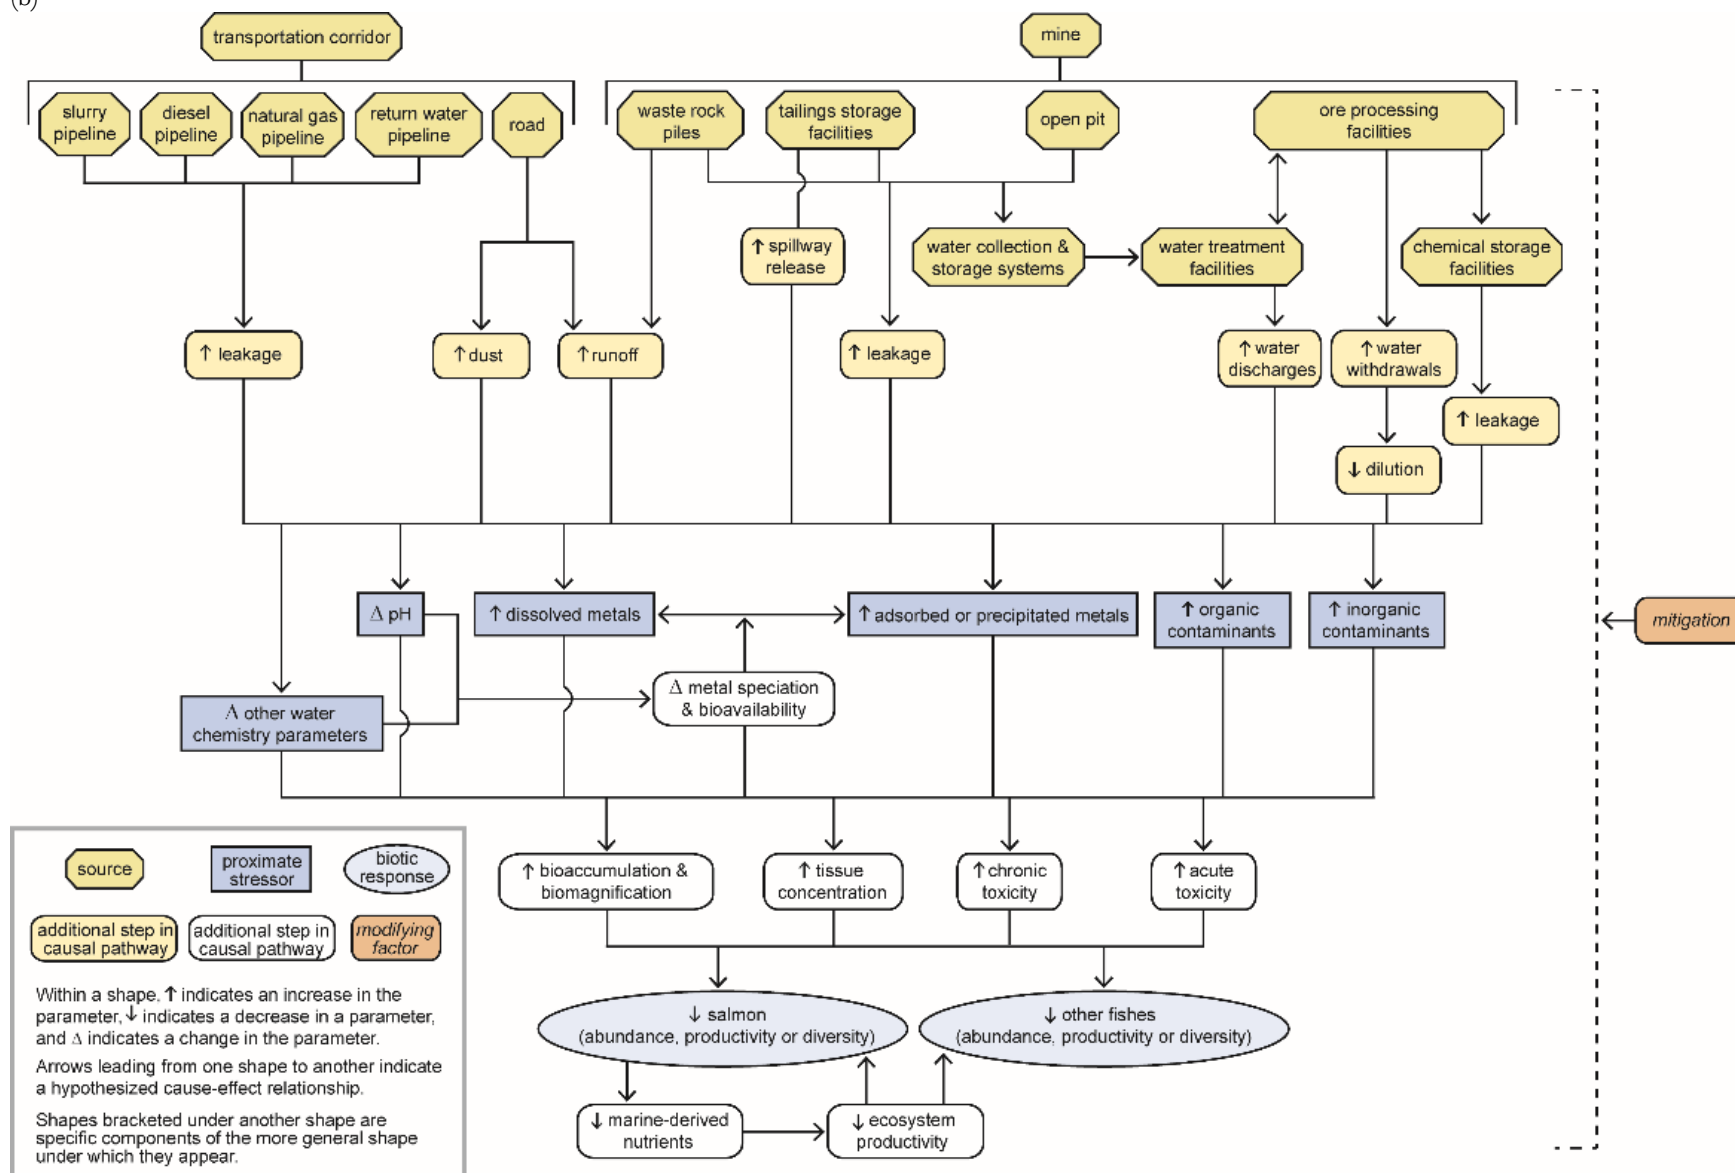 (b)
transportation corridor
mine
slurry
pipeline
diesel
pipeline
natural gas
pipeline
return water
pipeline
road
waste rock
piles
tailings storage
facilities
open pit
ore processing
facilities
↑ spillway
release
water collection &
storage systems
water treatment
facilities
chemical storage
facilities
↑ leakage
↑ dust
↑ runoff
↑ leakage
↑ water
discharges
↑ water
withdrawals
↑ leakage
↓ dilution
Δ pH
↑ dissolved metals
↑ adsorbed or precipitated metals
↑ organic
contaminants
↑ inorganic
contaminants
mitigation
Δ other water
chemistry parameters
Δ metal speciation
& bioavailability
↑ bioaccumulation &
biomagnification
↑ tissue
concentration
↑ chronic
toxicity
↑ acute
toxicity
↓ salmon
(abundance, productivity or diversity)
↓ other fishes
(abundance, productivity or diversity)
↓ marine-derived
nutrients
↓ ecosystem
productivity
source
proximate
stressor
biotic
response
additional step in
causal pathway
additional step in
causal pathway
modifying
factor
Within a shape, ↑ indicates an increase in the
parameter, ↓ indicates a decrease in a parameter,
and Δ indicates a change in the parameter.
Arrows leading from one shape to another indicate
a hypothesized cause-effect relationship.
Shapes bracketed under another shape are
specific components of the more general shape
under which they appear.